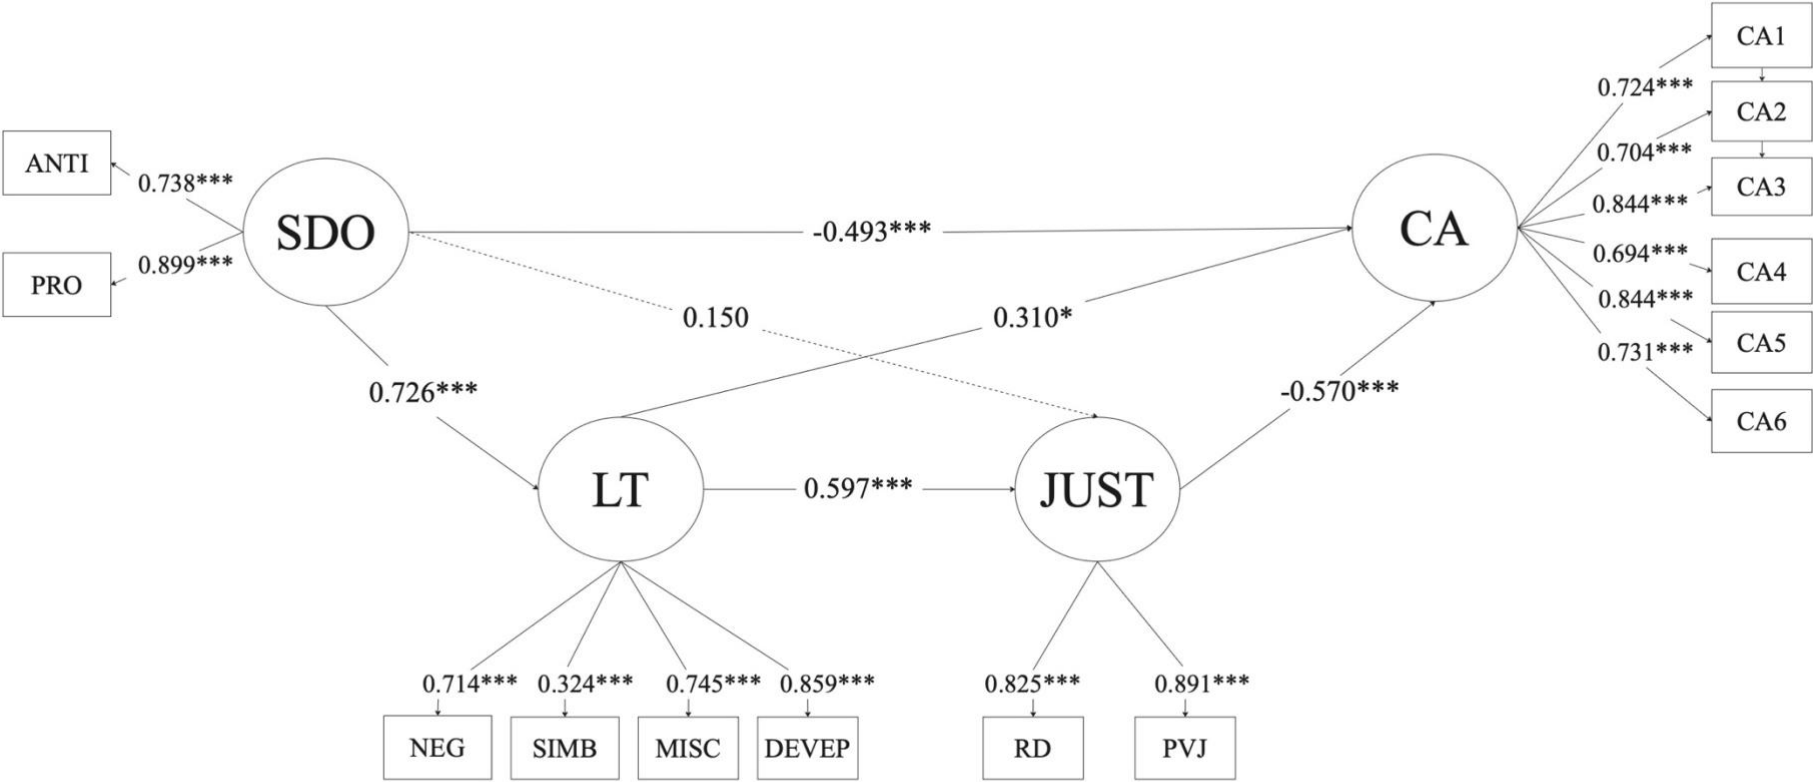 CA1
0.724***
CA2
0.704***
ANTI
0.738***
CA3
0.844***
SDO
-0.493***
CA
0.694***
CA4
PRO
0.899***
0.844***
0.150
0.310*
CA5
0.731***
0.726***
-0.570***
CA6
LT
0.597***
JUST
0.714***
0.324***
0.745***
0.859***
0.825***
0.891***
NEG
SIMB
MISC
DEVEP
RD
PVJ